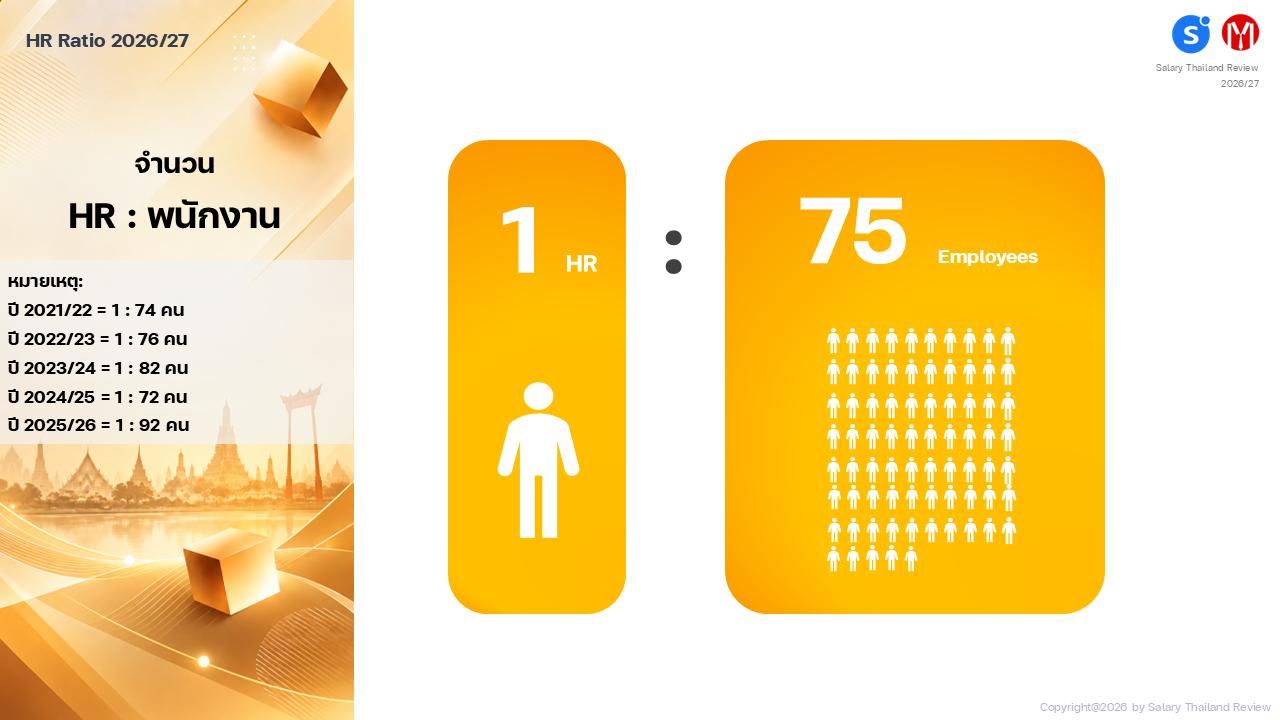 HR Ratio 2026/27
จำนวน
HR : พนักงาน
หมายเหตุ:
ปี 2021/22 = 1 : 74 คน
ปี 2022/23 = 1 : 76 คน
ปี 2023/24 = 1 : 82 คน
ปี 2024/25 = 1 : 72 คน
ปี 2025/26 = 1 : 92 คน
1 HR
:
75 Employees
S
Salary Thailand Review
2026/27
Copyright@2026 by Salary Thailand Review